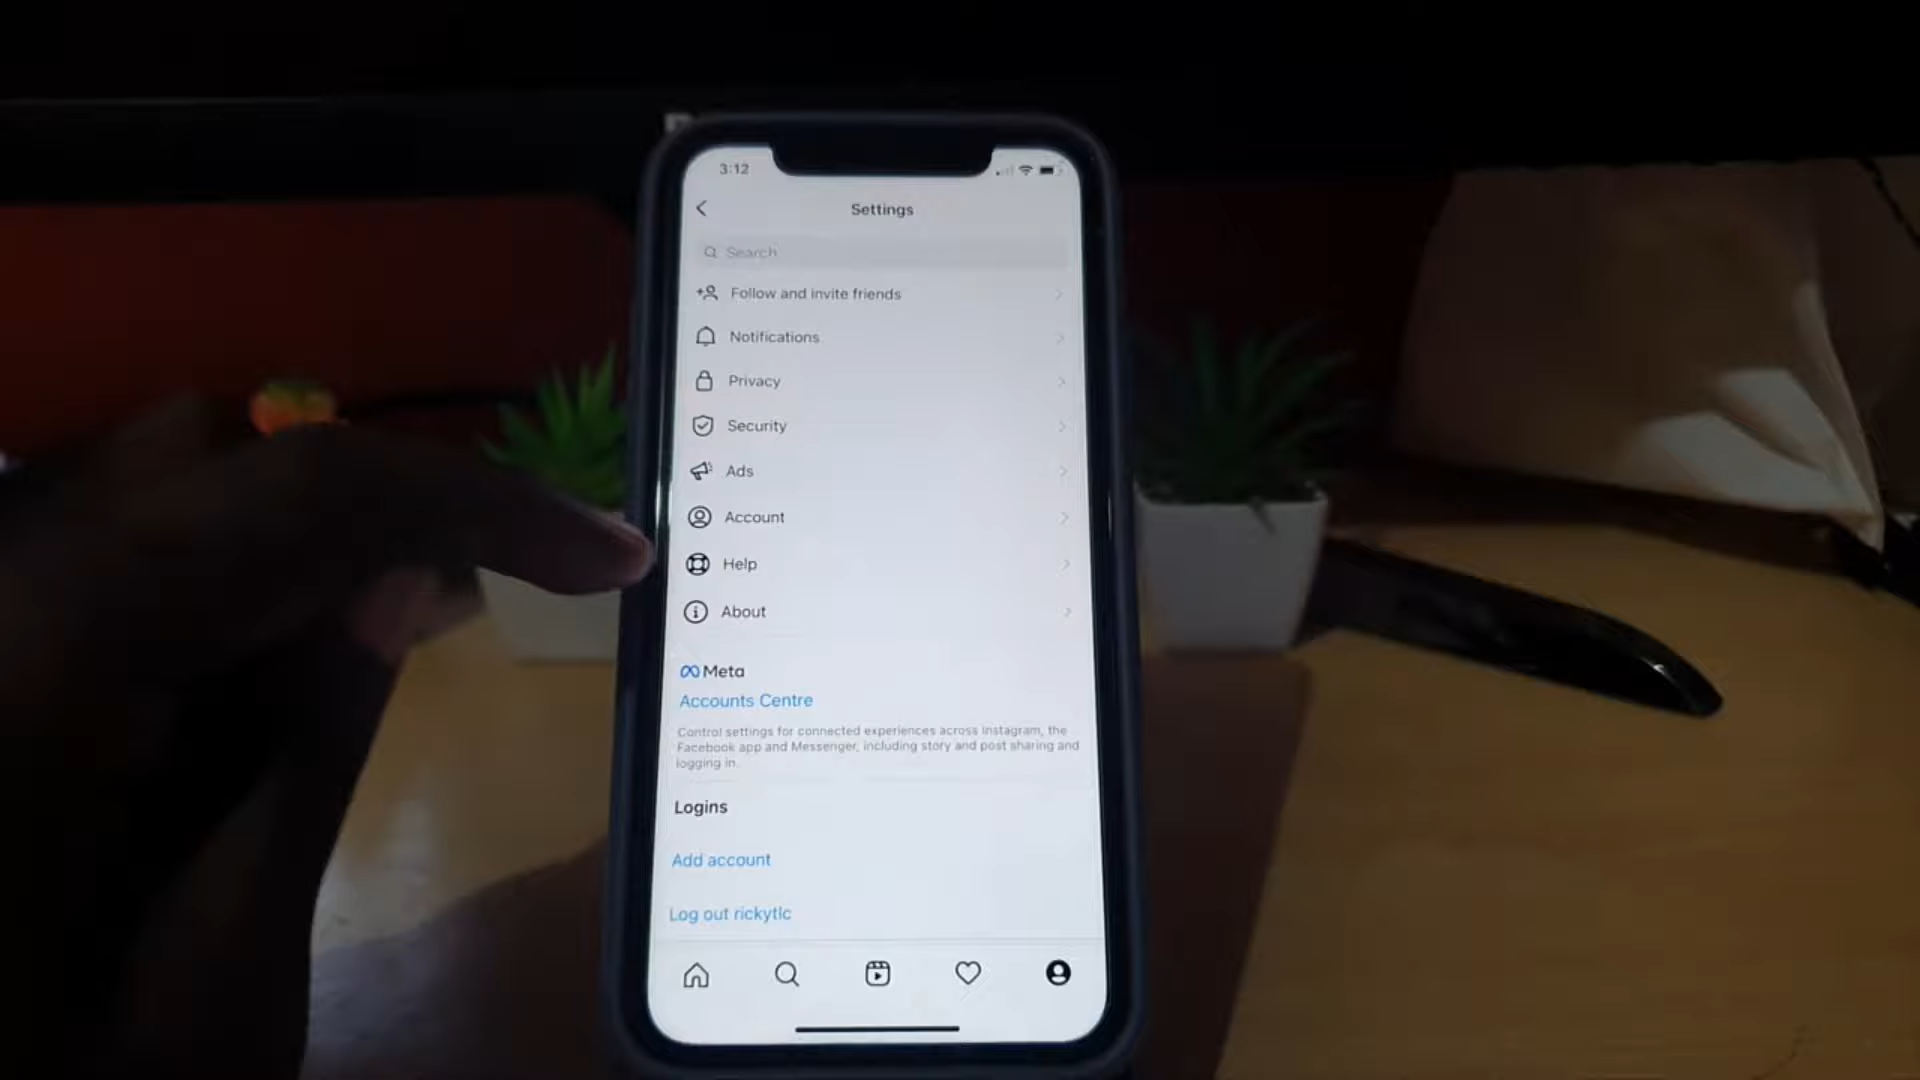 3:12
Settings
Search
Follow and invite friends
Notifications
Privacy
Security
Ads
Account
Help
About
Meta
Accounts Centre
Control settings for connected experiences across Instagram, the
Facebook app and Messenger, including story and post sharing and
logging in.
Logins
Add account
Log out rickytlc